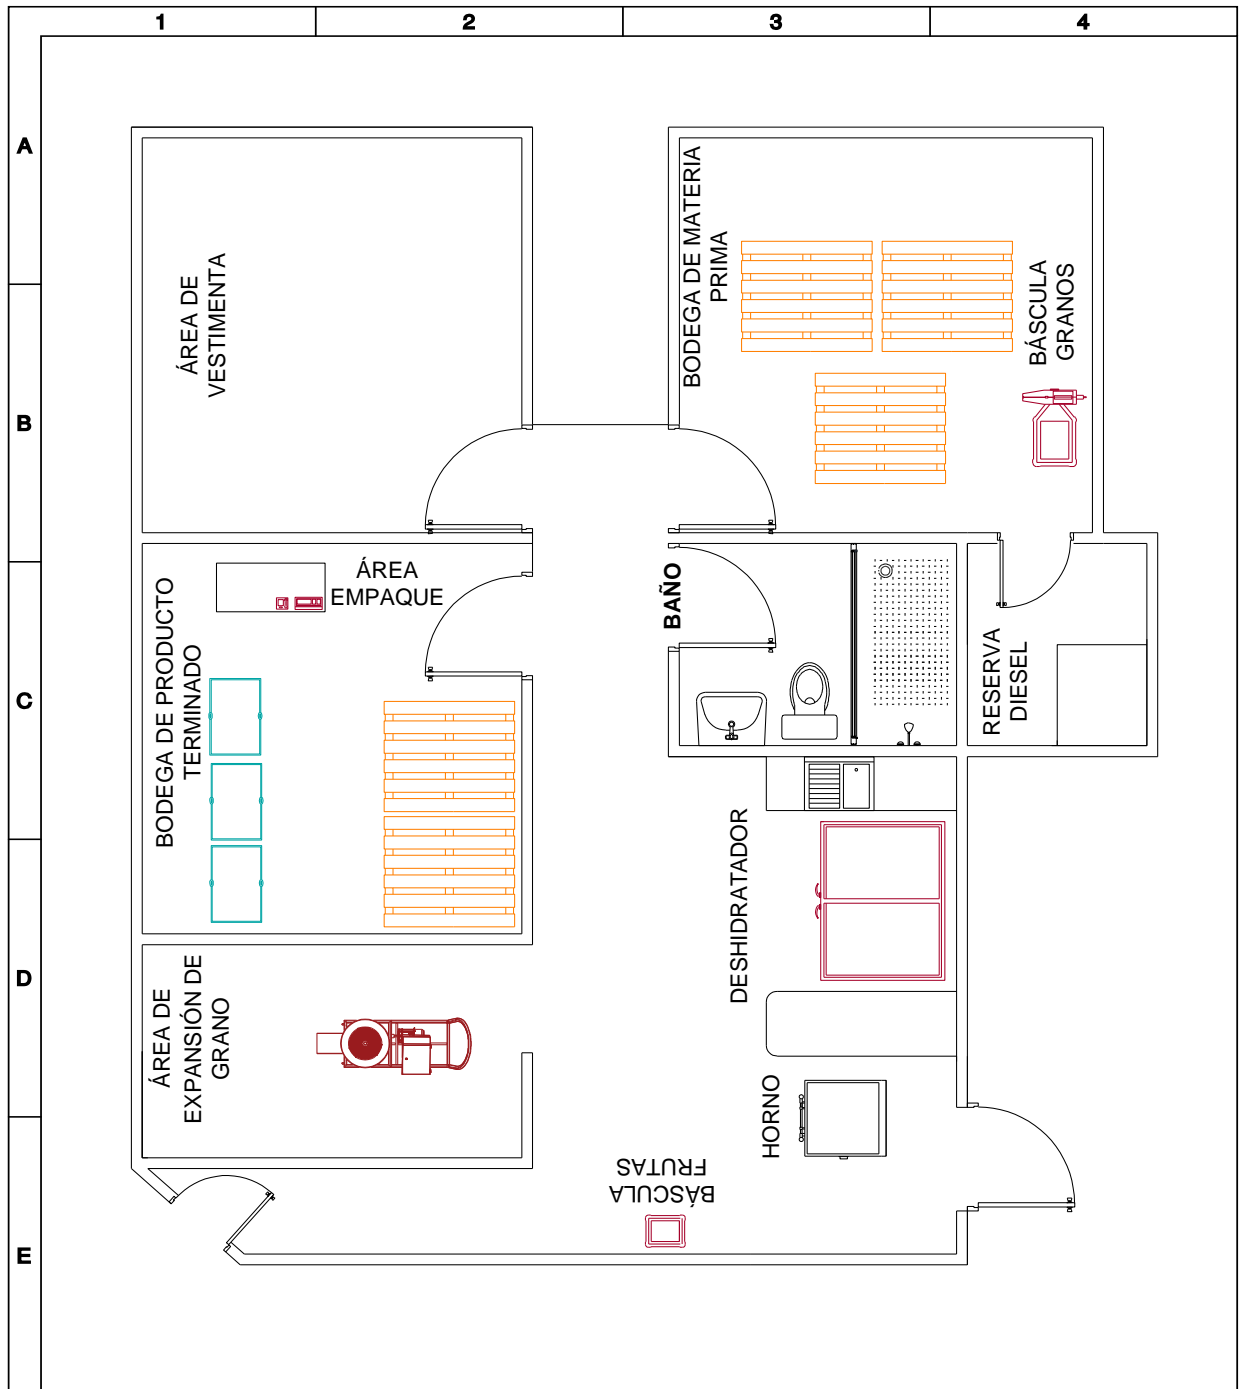 1
2
3
4
A
B
C
D
E
ÁREA DE
VESTIMENTA
BODEGA DE MATERIA
PRIMA
BÁSCULA
GRANOS
ÁREA
EMPAQUE
BODEGA DE PRODUCTO
TERMINADO
BAÑO
RESERVA
DIESEL
DESHIDRATADOR
ÁREA DE
EXPANSIÓN DE
GRANO
HORNO
BÁSCULA
FRUTAS